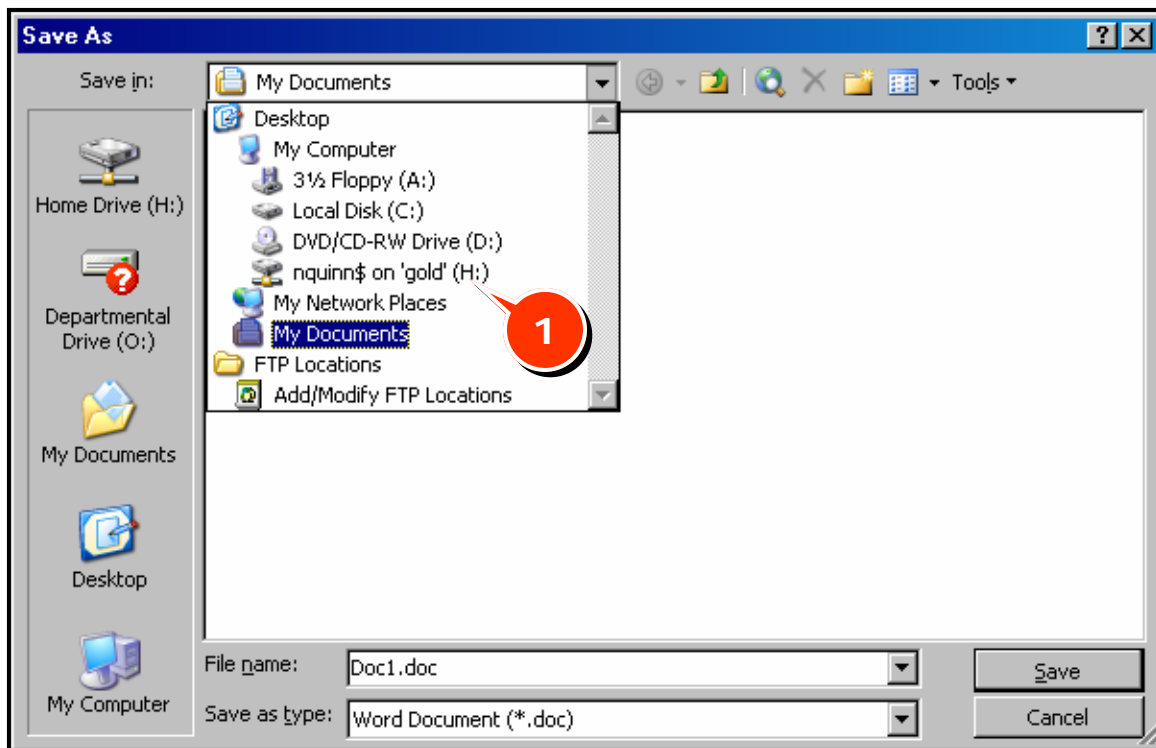 Save As
Save in:
My Documents
Tools
Desktop
My Computer
3½ Floppy (A:)
Local Disk (C:)
DVD/CD-RW Drive (D:)
nquinn$ on 'gold' (H:)
My Network Places
My Documents
FTP Locations
Add/Modify FTP Locations
1
Home Drive (H:)
Departmental
Drive (O:)
My Documents
Desktop
My Computer
File name:
Doc1.doc
Save
Save as type:
Word Document (*.doc)
Cancel